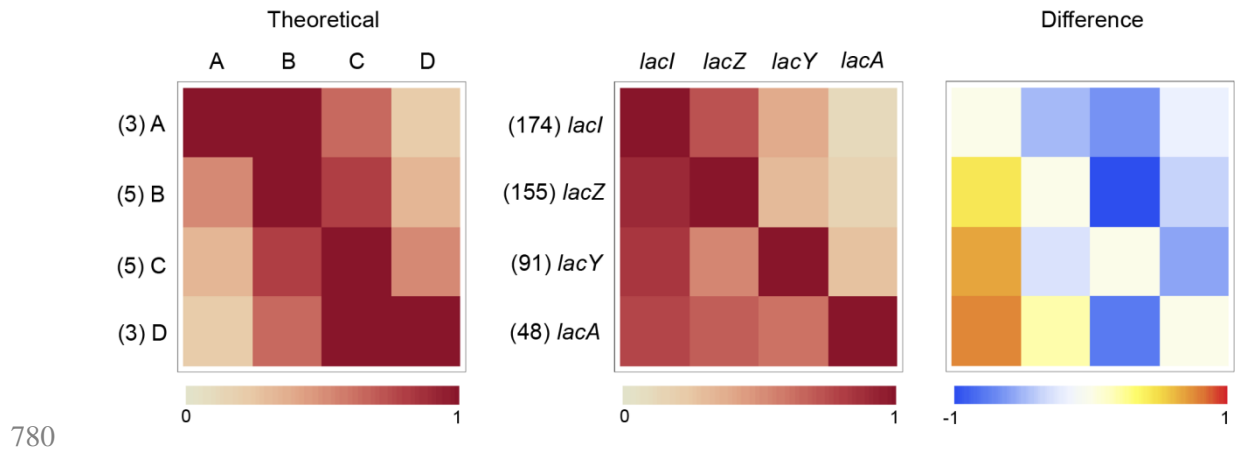 Theoretical
Difference
A B C D
lacI lacZ lacY lacA
(3) A
(174) lacI
(5) B
(155) lacZ
(5) C
(91) lacY
(3) D
(48) lacA
0 1
0 1
-1 1
780